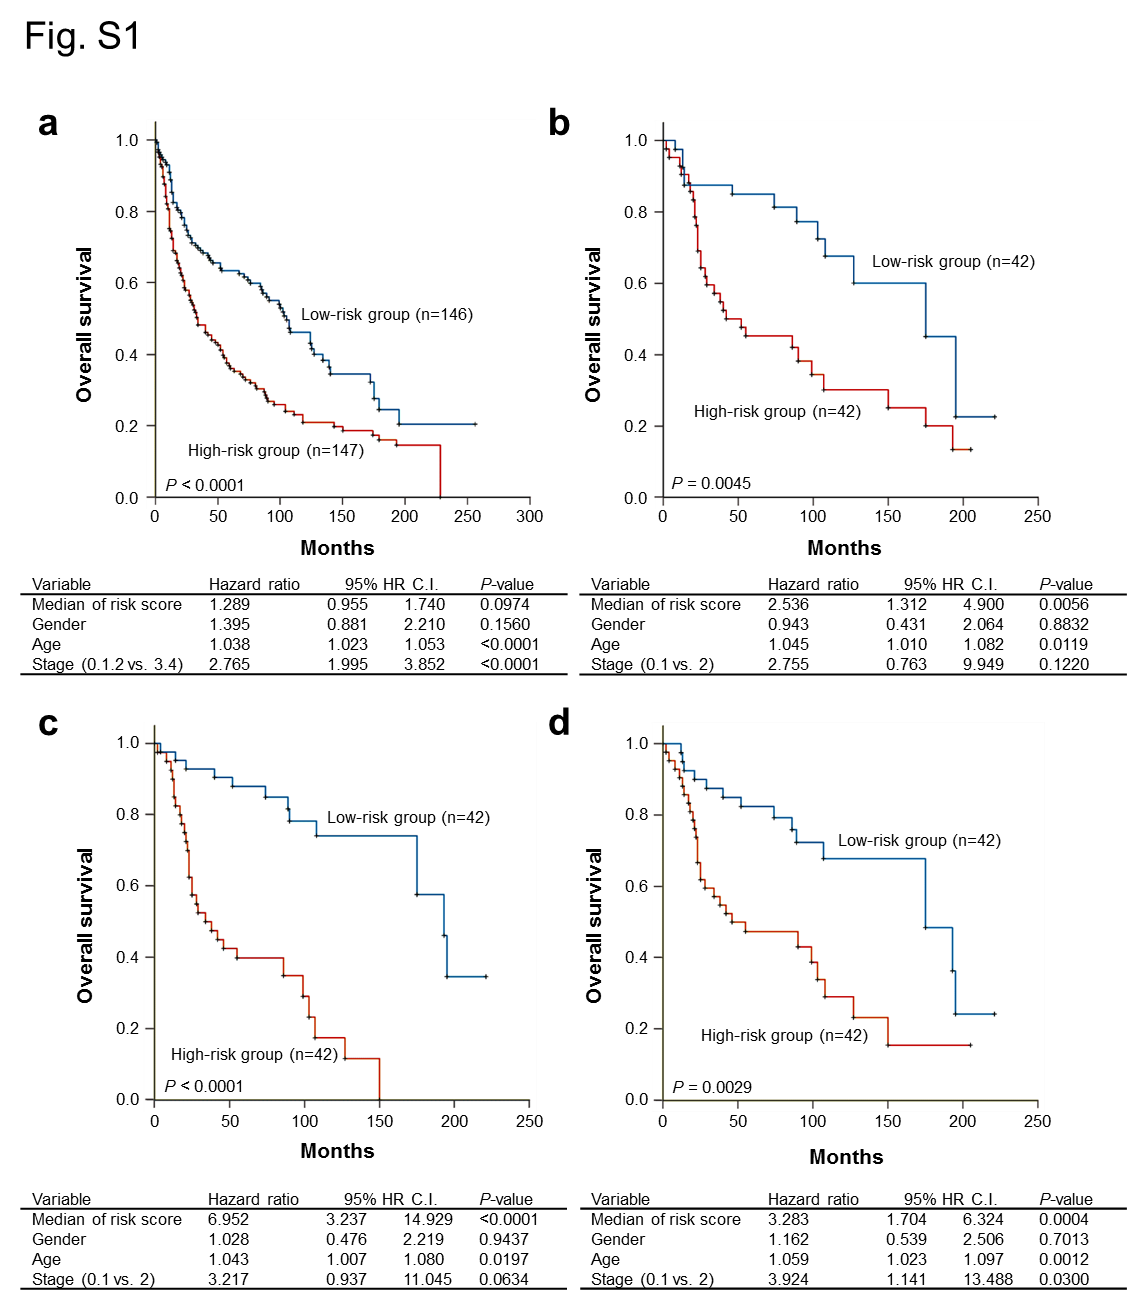 Fig. S1
a
1.0
0.8
0.6
0.4
0.2
0.0
Overall survival
Low-risk group (n=146)
High-risk group (n=147)
P < 0.0001
0 50 100 150 200 250 300
Months
Variable Hazard ratio 95% HR C.I. P-value
Median of risk score 1.289 0.955 1.740 0.0974
Gender 1.395 0.881 2.210 0.1560
Age 1.038 1.023 1.053 <0.0001
Stage (0.1.2 vs. 3.4) 2.765 1.995 3.852 <0.0001
b
1.0
0.8
0.6
0.4
0.2
0.0
Overall survival
Low-risk group (n=42)
High-risk group (n=42)
P = 0.0045
0 50 100 150 200 250
Months
Variable Hazard ratio 95% HR C.I. P-value
Median of risk score 2.536 1.312 4.900 0.0056
Gender 0.943 0.431 2.064 0.8832
Age 1.045 1.010 1.082 0.0119
Stage (0.1 vs. 2) 2.755 0.763 9.949 0.1220
c
1.0
0.8
0.6
0.4
0.2
0.0
Overall survival
Low-risk group (n=42)
High-risk group (n=42)
P < 0.0001
0 50 100 150 200 250
Months
Variable Hazard ratio 95% HR C.I. P-value
Median of risk score 6.952 3.237 14.929 <0.0001
Gender 1.028 0.476 2.219 0.9437
Age 1.043 1.007 1.080 0.0197
Stage (0.1 vs. 2) 3.217 0.937 11.045 0.0634
d
1.0
0.8
0.6
0.4
0.2
0.0
Overall survival
Low-risk group (n=42)
High-risk group (n=42)
P = 0.0029
0 50 100 150 200 250
Months
Variable Hazard ratio 95% HR C.I. P-value
Median of risk score 3.283 1.704 6.324 0.0004
Gender 1.162 0.539 2.506 0.7013
Age 1.059 1.023 1.097 0.0012
Stage (0.1 vs. 2) 3.924 1.141 13.488 0.0300